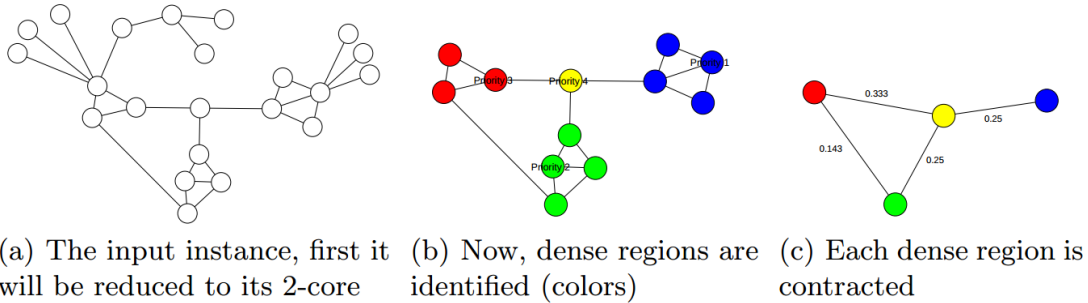 Priority 3
Priority 4
Priority 1
Priority 2
0.333
0.25
0.143
0.25
(a) The input instance, first it
will be reduced to its 2-core
(b) Now, dense regions are
identified (colors)
(c) Each dense region is
contracted